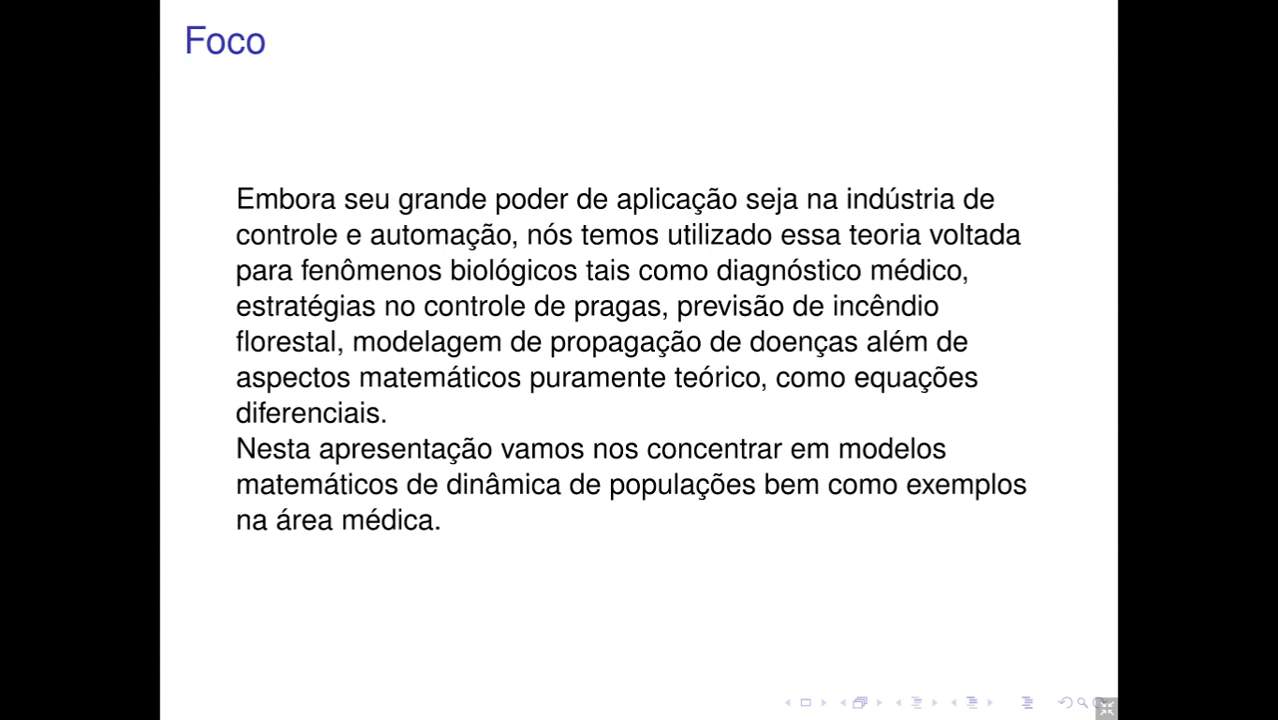 Foco
Embora seu grande poder de aplicação seja na indústria de
controle e automação, nós temos utilizado essa teoria voltada
para fenômenos biológicos tais como diagnóstico médico,
estratégias no controle de pragas, previsão de incêndio
florestal, modelagem de propagação de doenças além de
aspectos matemáticos puramente teórico, como equações
diferenciais.
Nesta apresentação vamos nos concentrar em modelos
matemáticos de dinâmica de populações bem como exemplos
na área médica.